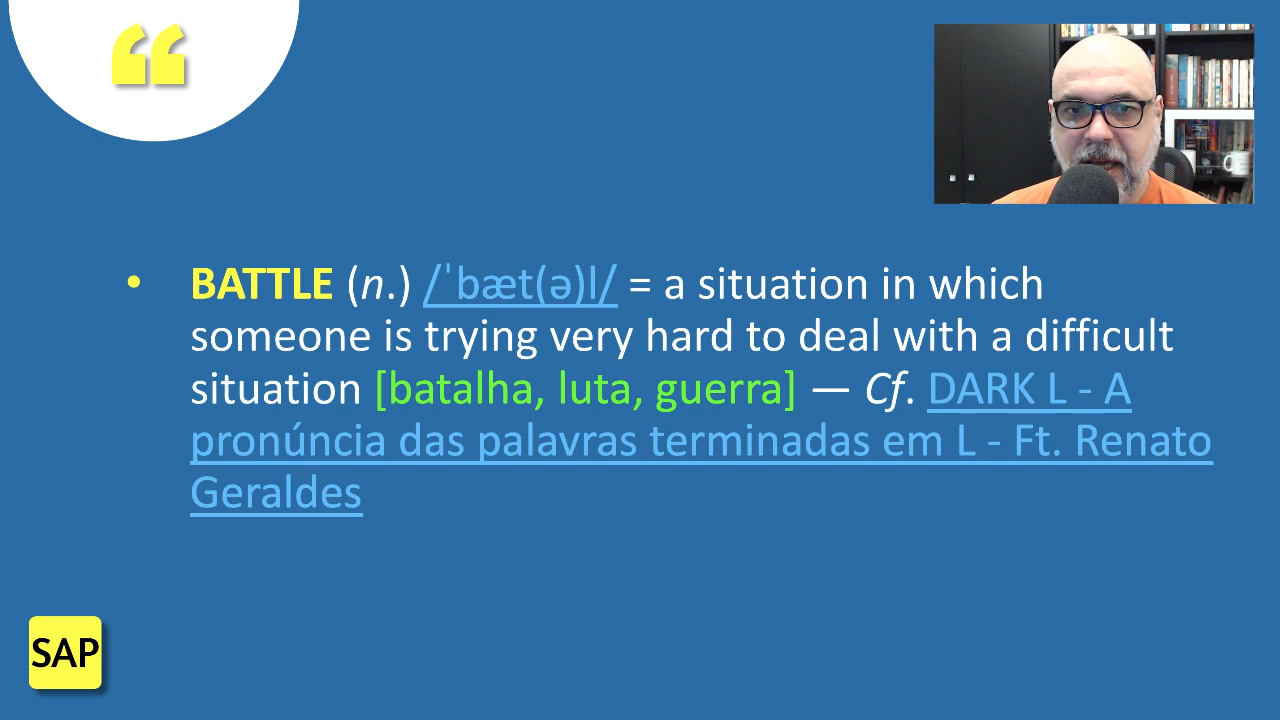 “
• BATTLE (n.) /ˈbæt(ə)l/ = a situation in which
someone is trying very hard to deal with a difficult
situation [batalha, luta, guerra] — Cf. DARK L - A
pronúncia das palavras terminadas em L - Ft. Renato
Geraldes
SAP